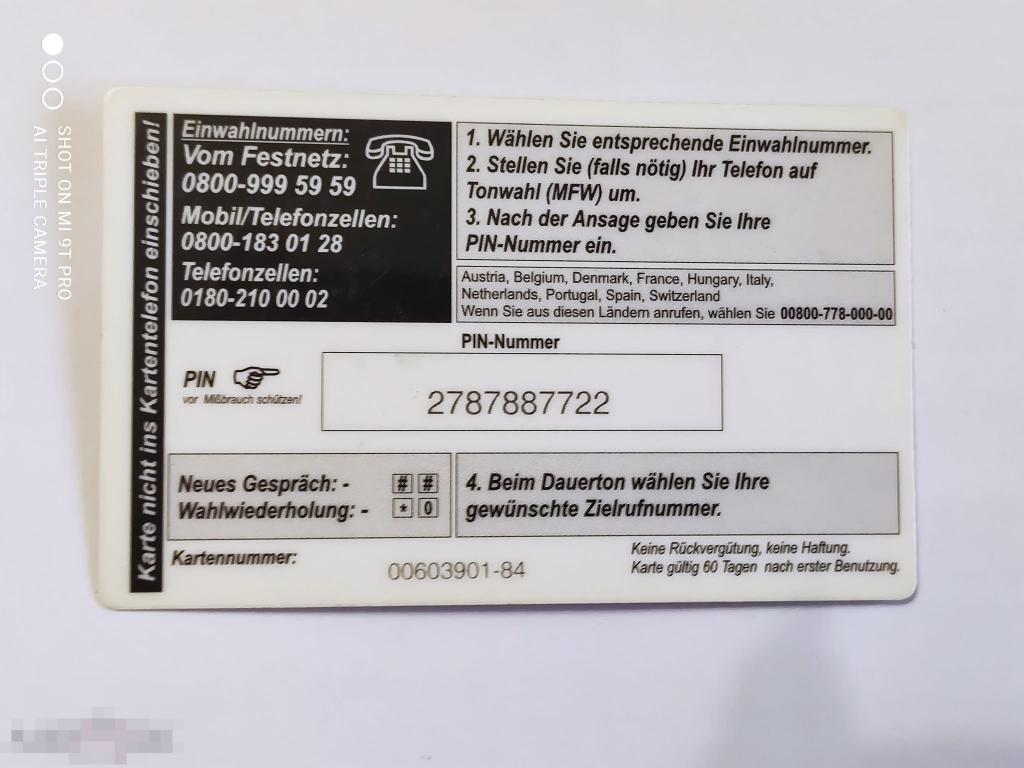 SHOT ON MI 9T PRO
AI TRIPLE CAMERA
Karte nicht ins Kartentelefon einschieben!
Einwahlnummern:
Vom Festnetz:
0800-999 59 59
Mobil/Telefonzellen:
0800-183 01 28
Telefonzellen:
0180-210 00 02
1. Wählen Sie entsprechende Einwahlnummer.
2. Stellen Sie (falls nötig) Ihr Telefon auf
Tonwahl (MFW) um.
3. Nach der Ansage geben Sie Ihre
PIN-Nummer ein.
Austria, Belgium, Denmark, France, Hungary, Italy,
Netherlands, Portugal, Spain, Switzerland
Wenn Sie aus diesen Ländern anrufen, wählen Sie 00800-778-000-00
PIN-Nummer
PIN
vor Mißbrauch schützen!
2787887722
Neues Gespräch: - # #
Wahlwiederholung: - * 0
4. Beim Dauerton wählen Sie Ihre
gewünschte Zielrufnummer.
Kartennummer:
00603901-84
Keine Rückvergütung, keine Haftung.
Karte gültig 60 Tagen nach erster Benutzung.